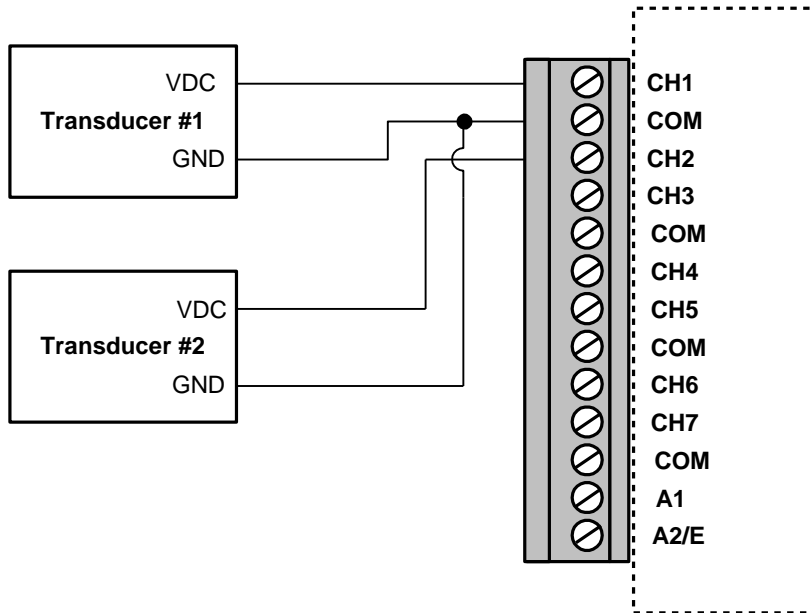 VDC
Transducer #1
GND
VDC
Transducer #2
GND
CH1
COM
CH2
CH3
COM
CH4
CH5
COM
CH6
CH7
COM
A1
A2/E